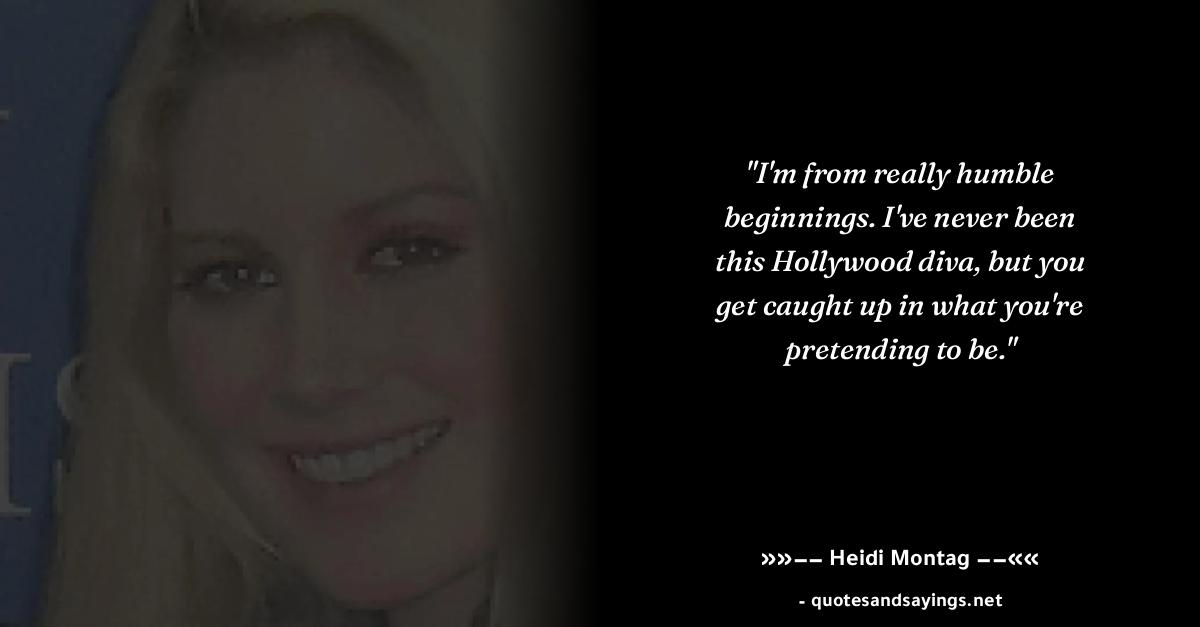 "I'm from really humble
beginnings. I've never been
this Hollywood diva, but you
get caught up in what you're
pretending to be."
»»–– Heidi Montag ––««
- quotesandsayings.net